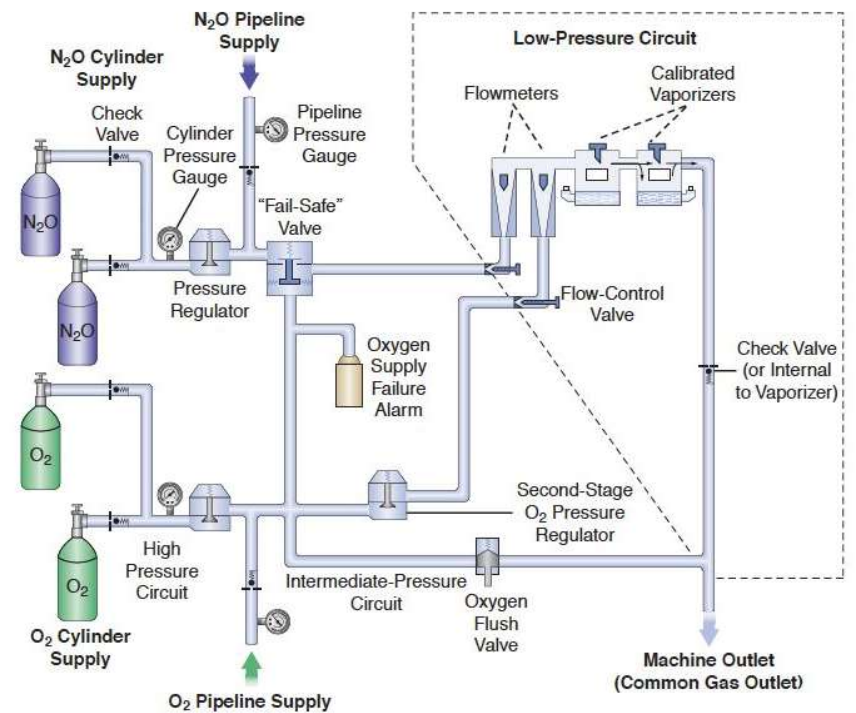 N₂O Pipeline
Supply
Low-Pressure Circuit
N₂O Cylinder
Supply
Calibrated
Vaporizers
Flowmeters
Check
Valve
Cylinder
Pressure
Gauge
Pipeline
Pressure
Gauge
N₂O
"Fail-Safe"
Valve
Pressure
Regulator
Flow-Control
Valve
N₂O
Oxygen
Supply
Failure
Alarm
Check Valve
(or Internal
to Vaporizer)
O₂
Second-Stage
O₂ Pressure
Regulator
High
Pressure
Circuit
Intermediate-Pressure
Circuit
O₂
Oxygen
Flush
Valve
O₂ Cylinder
Supply
Machine Outlet
(Common Gas Outlet)
O₂ Pipeline Supply